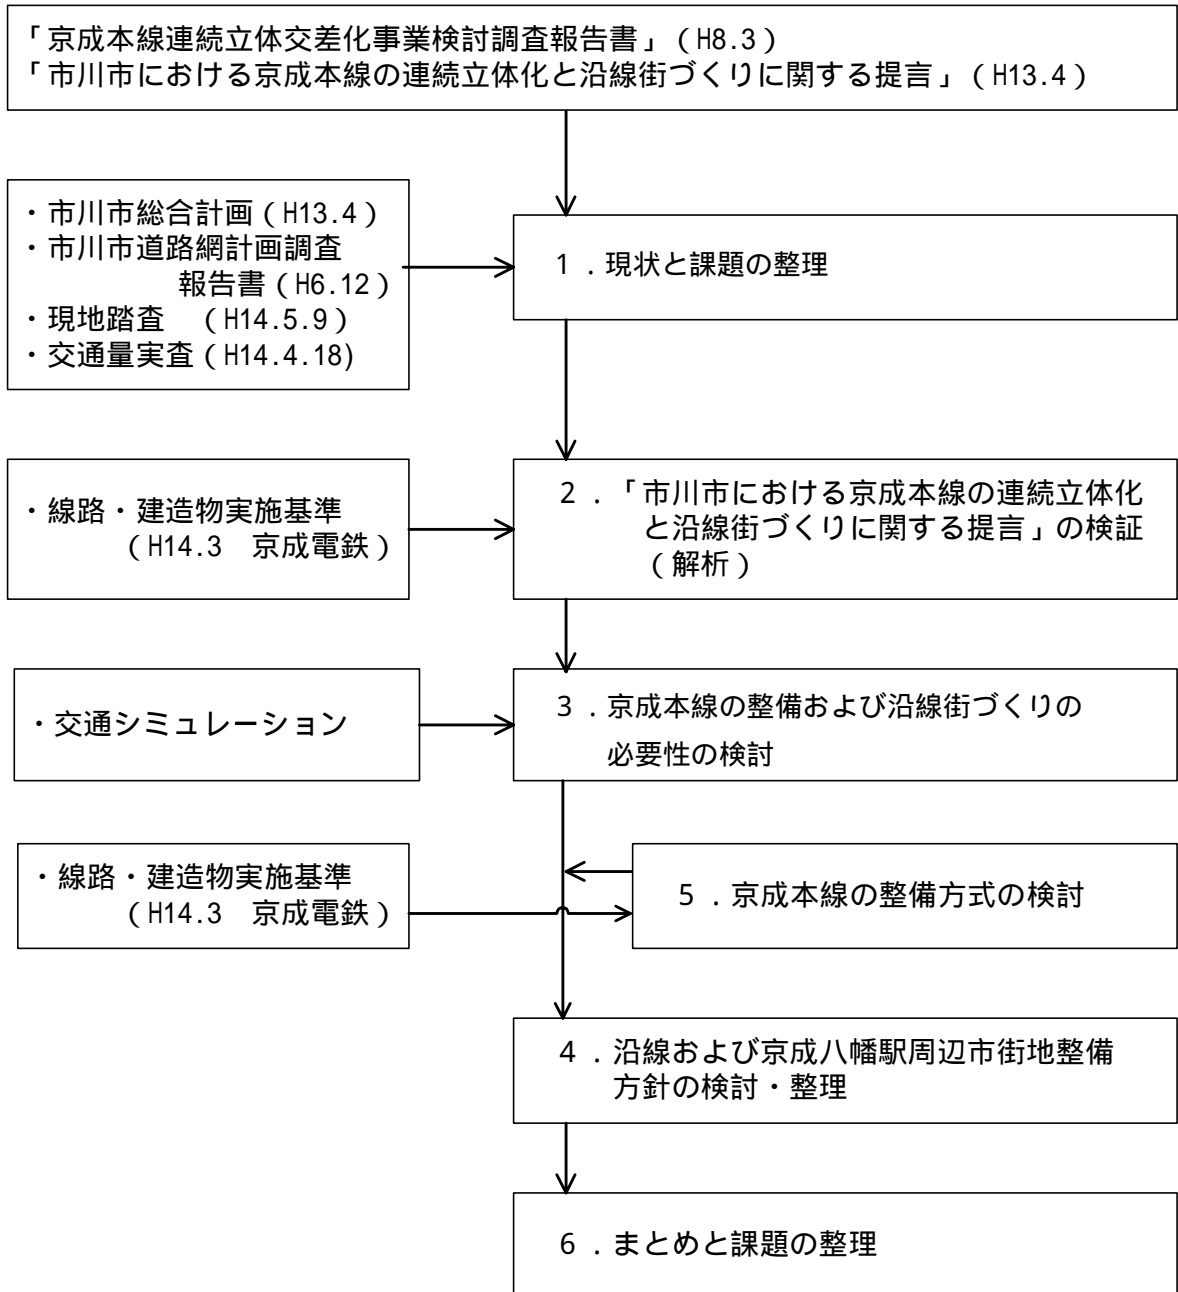 「京成本線連続立体交差化事業検討調査報告書」（H8.3）
「市川市における京成本線の連続立体化と沿線街づくりに関する提言」（H13.4）
・市川市総合計画（H13.4）
・市川市道路網計画調査
報告書（H6.12）
・現地踏査　（H14.5.9）
・交通量実査（H14.4.18)
１．現状と課題の整理
・線路・建造物実施基準
（H14.3　京成電鉄）
２．「市川市における京成本線の連続立体化
と沿線街づくりに関する提言」の検証
（解析）
・交通シミュレーション
３．京成本線の整備および沿線街づくりの
必要性の検討
・線路・建造物実施基準
（H14.3　京成電鉄）
５．京成本線の整備方式の検討
４．沿線および京成八幡駅周辺市街地整備
方針の検討・整理
６．まとめと課題の整理